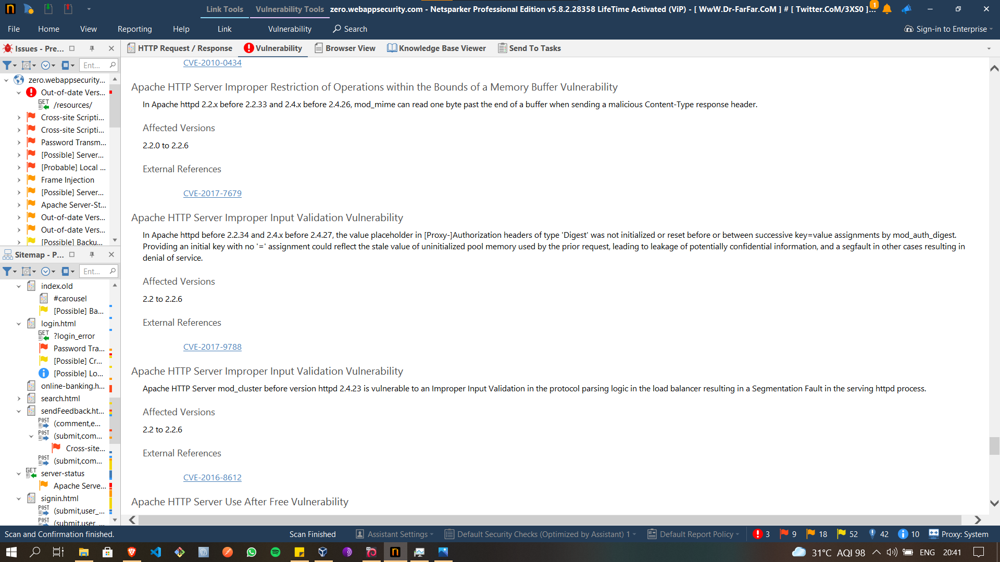 Link Tools
Vulnerability Tools
zero.webappsecurity.com - Netsparker Professional Edition v5.8.2.28358 LifeTime Activated (ViP) - [ WwW.Dr-FarFar.CoM ] # [ Twitter.CoM/3XS0 ]...
1
File
Home
View
Reporting
Help
Link
Vulnerability
Search
Sign-in to Enterprise
Issues - Pre...
HTTP Request / Response
Vulnerability
Browser View
Knowledge Base Viewer
Send To Tasks
Ent...
zero.webappsecurity...
Out-of-date Vers...
GET /resources/
Cross-site Scripti...
Cross-site Scripti...
Password Transm...
[Possible] Server...
[Probable] Local ...
Frame Injection
[Possible] Server...
Apache Server-St...
Out-of-date Vers...
Out-of-date Vers...
[Possible] Backu...
Sitemap - P...
Ent...
index.old
#carousel
[Possible] Ba...
login.html
GET ?login_error
Password Tra...
[Possible] Cr...
[Possible] Lo...
online-banking.h...
search.html
sendFeedback.ht...
POST (comment,e...
POST (submit,com...
Cross-site...
POST (submit,com...
GET server-status
Apache Serve...
signin.html
POST (submit,user_...
POST (submit,user_...
CVE-2010-0434
Apache HTTP Server Improper Restriction of Operations within the Bounds of a Memory Buffer Vulnerability
In Apache httpd 2.2.x before 2.2.33 and 2.4.x before 2.4.26, mod_mime can read one byte past the end of a buffer when sending a malicious Content-Type response header.
Affected Versions
2.2.0 to 2.2.6
External References
CVE-2017-7679
Apache HTTP Server Improper Input Validation Vulnerability
In Apache httpd before 2.2.34 and 2.4.x before 2.4.27, the value placeholder in [Proxy-]Authorization headers of type 'Digest' was not initialized or reset before or between successive key=value assignments by mod_auth_digest.
Providing an initial key with no '=' assignment could reflect the stale value of uninitialized pool memory used by the prior request, leading to leakage of potentially confidential information, and a segfault in other cases resulting in
denial of service.
Affected Versions
2.2 to 2.2.6
External References
CVE-2017-9788
Apache HTTP Server Improper Input Validation Vulnerability
Apache HTTP Server mod_cluster before version httpd 2.4.23 is vulnerable to an Improper Input Validation in the protocol parsing logic in the load balancer resulting in a Segmentation Fault in the serving httpd process.
Affected Versions
2.2 to 2.2.6
External References
CVE-2016-8612
Apache HTTP Server Use After Free Vulnerability
Scan and Confirmation finished.
Scan Finished
Assistant Settings
Default Security Checks (Optimized by Assistant) 1
Default Report Policy
3
9
18
52
42
10
Proxy: System
31°C AQI 98
ENG
20:41